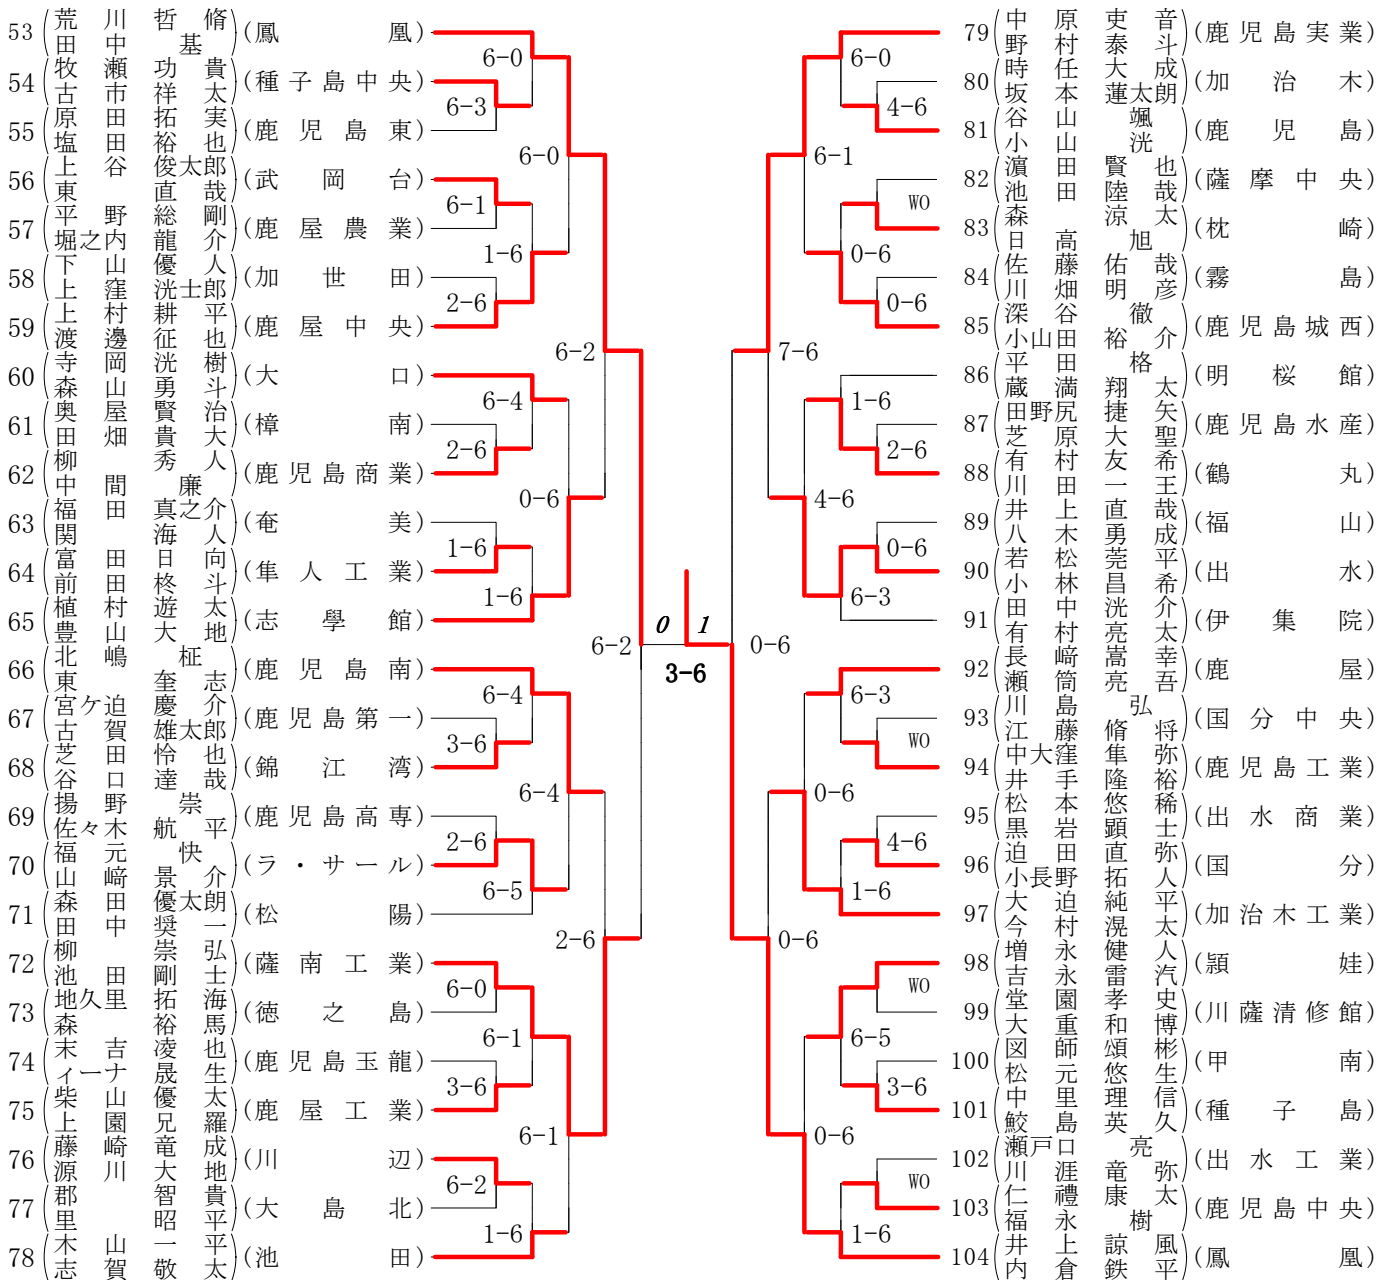 53 荒川哲脩 田中基 (鳳凰)
54 牧瀬功貴 古市祥太 (種子島中央)
55 原田拓実 塩田裕也 (鹿児島東)
56 上谷俊太郎 東直哉 (武岡台)
57 平野総剛 堀之内龍介 (鹿屋農業)
58 下山優人 上窪洸士郎 (加世田)
59 上村耕平 渡邊征也 (鹿屋中央)
60 寺岡洸樹 森山勇斗 (大口)
61 奥屋賢治 田畑貴大 (樟南)
62 柳秀人 中間廉 (鹿児島商業)
63 福田真之介 関海人 (奄美)
64 富田日向 前田柊斗 (隼人工業)
65 植村遊太 豊山大地 (志學館)
66 北嶋柾 東奎志 (鹿児島南)
67 宮ケ迫慶介 古賀雄太郎 (鹿児島第一)
68 芝田怜也 谷口達哉 (錦江湾)
69 揚野崇 佐々木航平 (鹿児島高専)
70 福元快 山﨑景介 (ラ・サール)
71 森田優太朗 田中奨一 (松陽)
72 柳崇弘 池田剛士 (薩南工業)
73 地久里拓海 森裕馬 (徳之島)
74 末吉凌也 ィーナ晟生 (鹿児島玉龍)
75 柴山優太 上園兄羅 (鹿屋工業)
76 藤崎竜成 源川大地 (川辺)
77 郡智貴 里昭平 (大島北)
78 木山一平 志賀敬太 (池田)
6-0
6-3
6-0
6-1
1-6
2-6
6-2
6-4
2-6
0-6
1-6
1-6
6-2
6-4
3-6
6-4
2-6
6-5
2-6
6-0
6-1
3-6
6-1
6-2
1-6
0 1
3-6
79 中原吏音 野村泰斗 (鹿児島実業)
80 時任大成 坂本蓮太朗 (加治木)
81 谷山颯 小山洸 (鹿児島)
82 濵田賢也 池田陸哉 (薩摩中央)
83 森涼太 日高旭 (枕崎)
84 佐藤佑哉 川畑明彦 (霧島)
85 深谷徹 小山田裕介 (鹿児島城西)
86 平田格 蔵満翔太 (明桜館)
87 田野尻捷矢 芝原大聖 (鹿児島水産)
88 有村友希 川田一王 (鶴丸)
89 井上直哉 八木勇成 (福山)
90 若松莞平 小林昌希 (出水)
91 田中洸介 有村亮太 (伊集院)
92 長﨑嵩幸 瀬筒亮吾 (鹿屋)
93 川島弘 江藤脩将 (国分中央)
94 中大窪隼弥 井手隆裕 (鹿児島工業)
95 松本悠稀 黒岩顕士 (出水商業)
96 迫田直弥 小長野拓人 (国分)
97 大迫純平 今村滉太 (加治木工業)
98 増永健人 吉永雷汽 (頴娃)
99 堂園孝史 大重和博 (川薩清修館)
100 図師頌彬 松元悠生 (甲南)
101 中里理信 鮫島英久 (種子島)
102 瀬戸口亮 川涯竜弥 (出水工業)
103 仁禮康太 福永樹 (鹿児島中央)
104 井上諒風 内倉鉄平 (鳳凰)
6-0
4-6
6-1
WO
0-6
0-6
7-6
1-6
2-6
4-6
0-6
6-3
0-6
6-3
WO
0-6
4-6
1-6
0-6
WO
6-5
3-6
0-6
WO
1-6